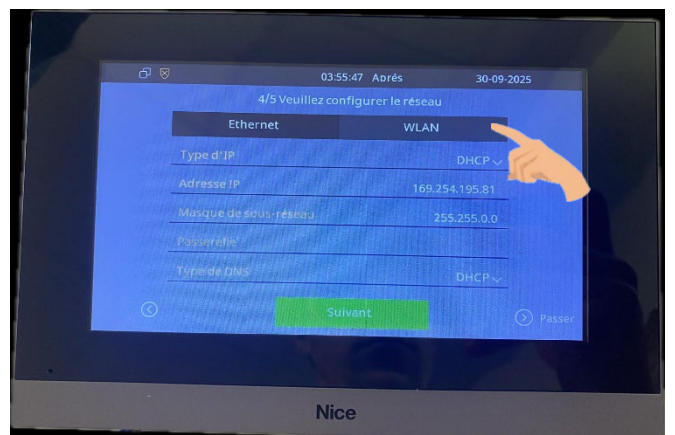 03:55:47 Aprés 30-09-2025
4/5 Veuillez configurer le réseau
Ethernet WLAN
Type d'IP DHCP
Adresse IP 169.254.195.81
Masque de sous-réseau 255.255.0.0
Passerelle
Type de DNS DHCP
Suivant Passer
Nice